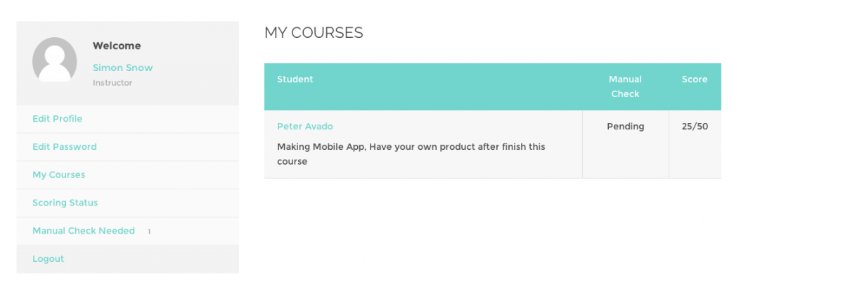 Welcome
Simon Snow
Instructor
Edit Profile
Edit Password
My Courses
Scoring Status
Manual Check Needed 1
Logout
MY COURSES
Student Manual Check Score
Peter Avado Pending 25/50
Making Mobile App, Have your own product after finish this
course